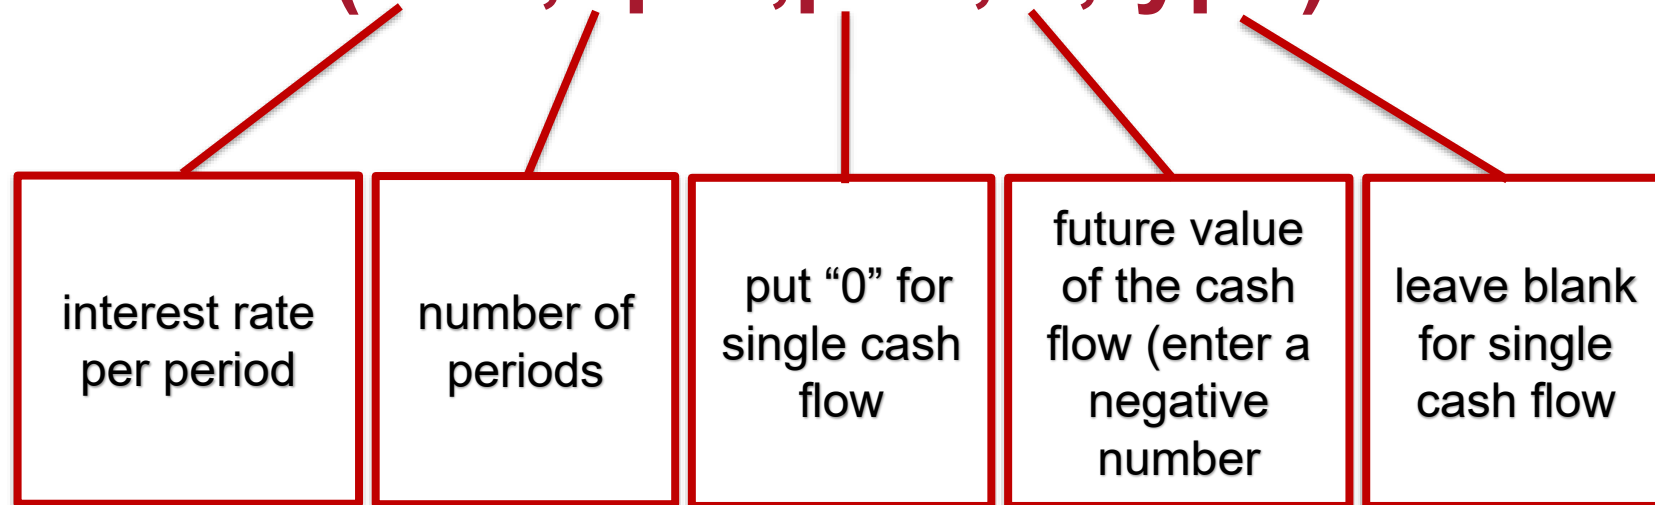 interest rate
per period
number of
periods
put “0” for
single cash
flow
future value
of the cash
flow (enter a
negative
number
leave blank
for single
cash flow